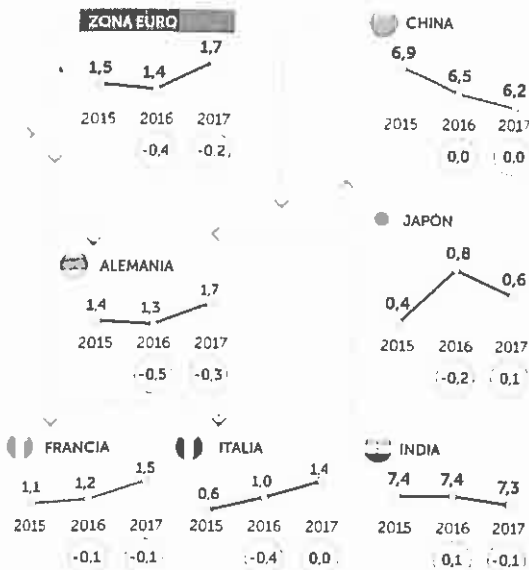 ZONA EURO
1,5 1,4 1,7
2015 2016 2017
-0,4 -0,2
CHINA
6,9 6,5 6,2
2015 2016 2017
0,0 0,0
ALEMANIA
1,4 1,3 1,7
2015 2016 2017
-0,5 -0,3
JAPÓN
0,4 0,8 0,6
2015 2016 2017
-0,2 0,1
FRANCIA
1,1 1,2 1,5
2015 2016 2017
-0,1 -0,1
ITALIA
0,6 1,0 1,4
2015 2016 2017
-0,4 0,0
INDIA
7,4 7,4 7,3
2015 2016 2017
0,1 -0,1